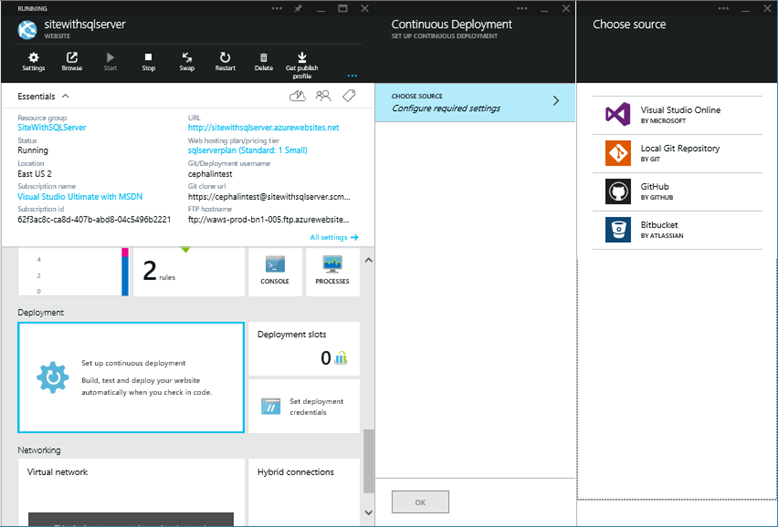 RUNNING
sitewithsqlserver
WEBSITE
Settings
Browse
Start
Stop
Swap
Restart
Delete
Get publish
profile
Essentials
Resource group
SiteWithSQLServer
Status
Running
Location
East US 2
Subscription name
Visual Studio Ultimate with MSDN
Subscription id
62f3ac8c-ca8d-407b-abd8-04c5496b2221
URL
http://sitewithsqlserver.azurewebsites.net
Web hosting plan/pricing tier
sqlserverplan (Standard: 1 Small)
Git/Deployment username
cephalintest
Git clone url
https://cephalintest@sitewithsqlserver.scm...
FTP hostname
ftp://waws-prod-bn1-005.ftp.azurewebsite...
All settings
4
2
0
2 rules
CONSOLE
PROCESSES
Deployment
Set up continuous deployment
Build, test and deploy your website
automatically when you check in code.
Deployment slots
0
Set deployment
credentials
Networking
Virtual network
Hybrid connections
Continuous Deployment
SET UP CONTINUOUS DEPLOYMENT
CHOOSE SOURCE
Configure required settings
OK
Choose source
Visual Studio Online
BY MICROSOFT
Local Git Repository
BY GIT
GitHub
BY GITHUB
Bitbucket
BY ATLASSIAN